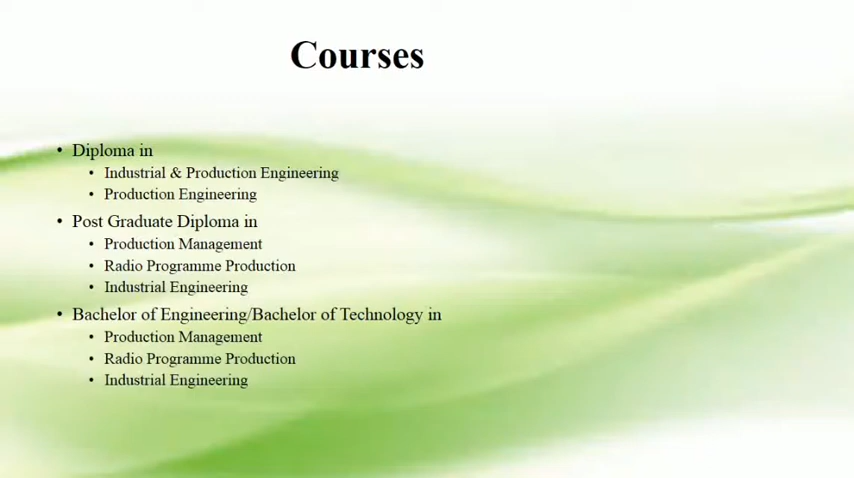 Courses
• Diploma in
• Industrial & Production Engineering
• Production Engineering
• Post Graduate Diploma in
• Production Management
• Radio Programme Production
• Industrial Engineering
• Bachelor of Engineering/Bachelor of Technology in
• Production Management
• Radio Programme Production
• Industrial Engineering